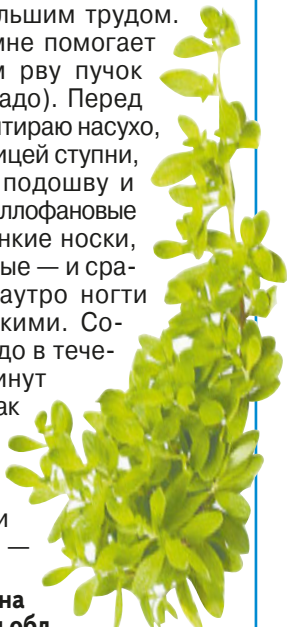 льшим трудом.
мне помогает
м рву пучок
адо). Перед
тираю насухо,
ицей ступни,
подошву и
ллофановые
нкие носки,
ые — и сра-
аутро ногти
кими. Со-
до в тече-
инут
ак
и
—
на
обл